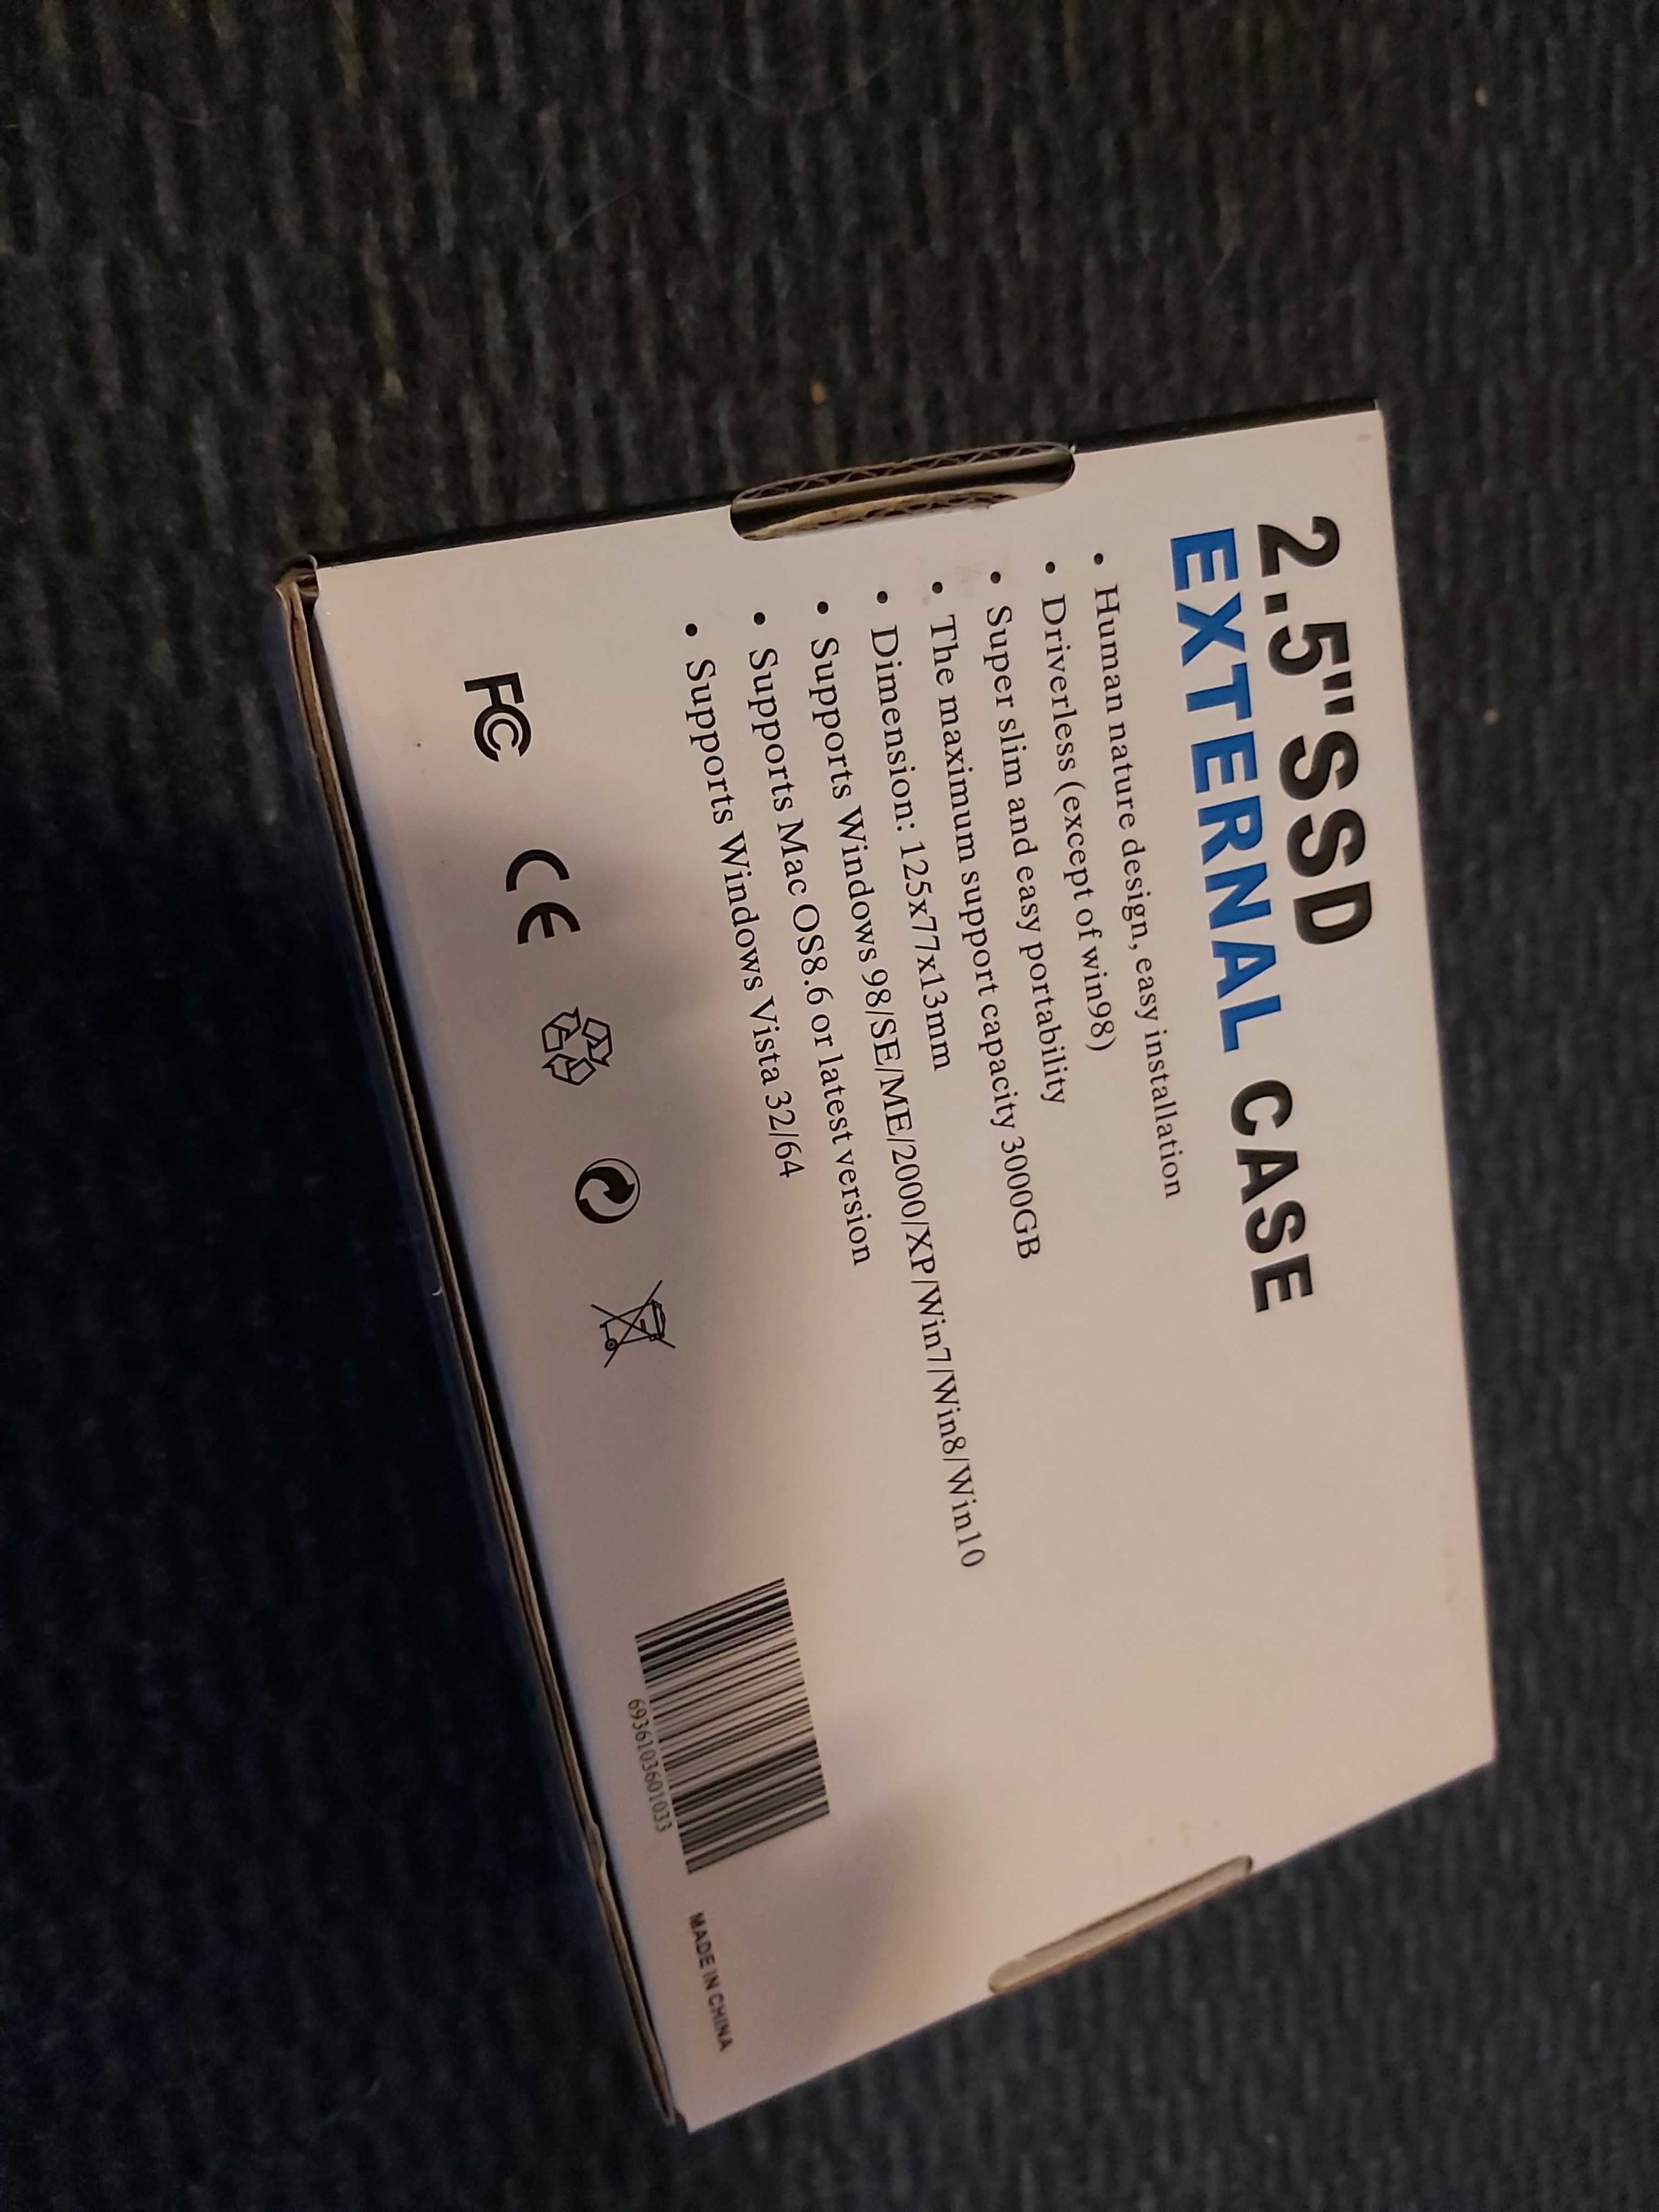 2.5"SSD
EXTERNAL CASE
• Human nature design, easy installation
• Driverless (except of win98)
• Super slim and easy portability
• The maximum support capacity 3000GB
• Dimension: 125x77x13mm
• Supports Windows 98/SE/ME/2000/XP/Win7/Win8/Win10
• Supports Mac OS8.6 or latest version
• Supports Windows Vista 32/64
FC CE
6936103601033
MADE IN CHINA